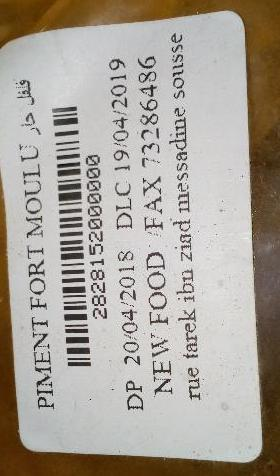 PIMENT FORT MOULU فلفل حار
2828152000000
DP 20/04/2018 DLC 19/04/2019
NEW FOOD /FAX 73286486
rue tarek ibn ziad messadine sousse